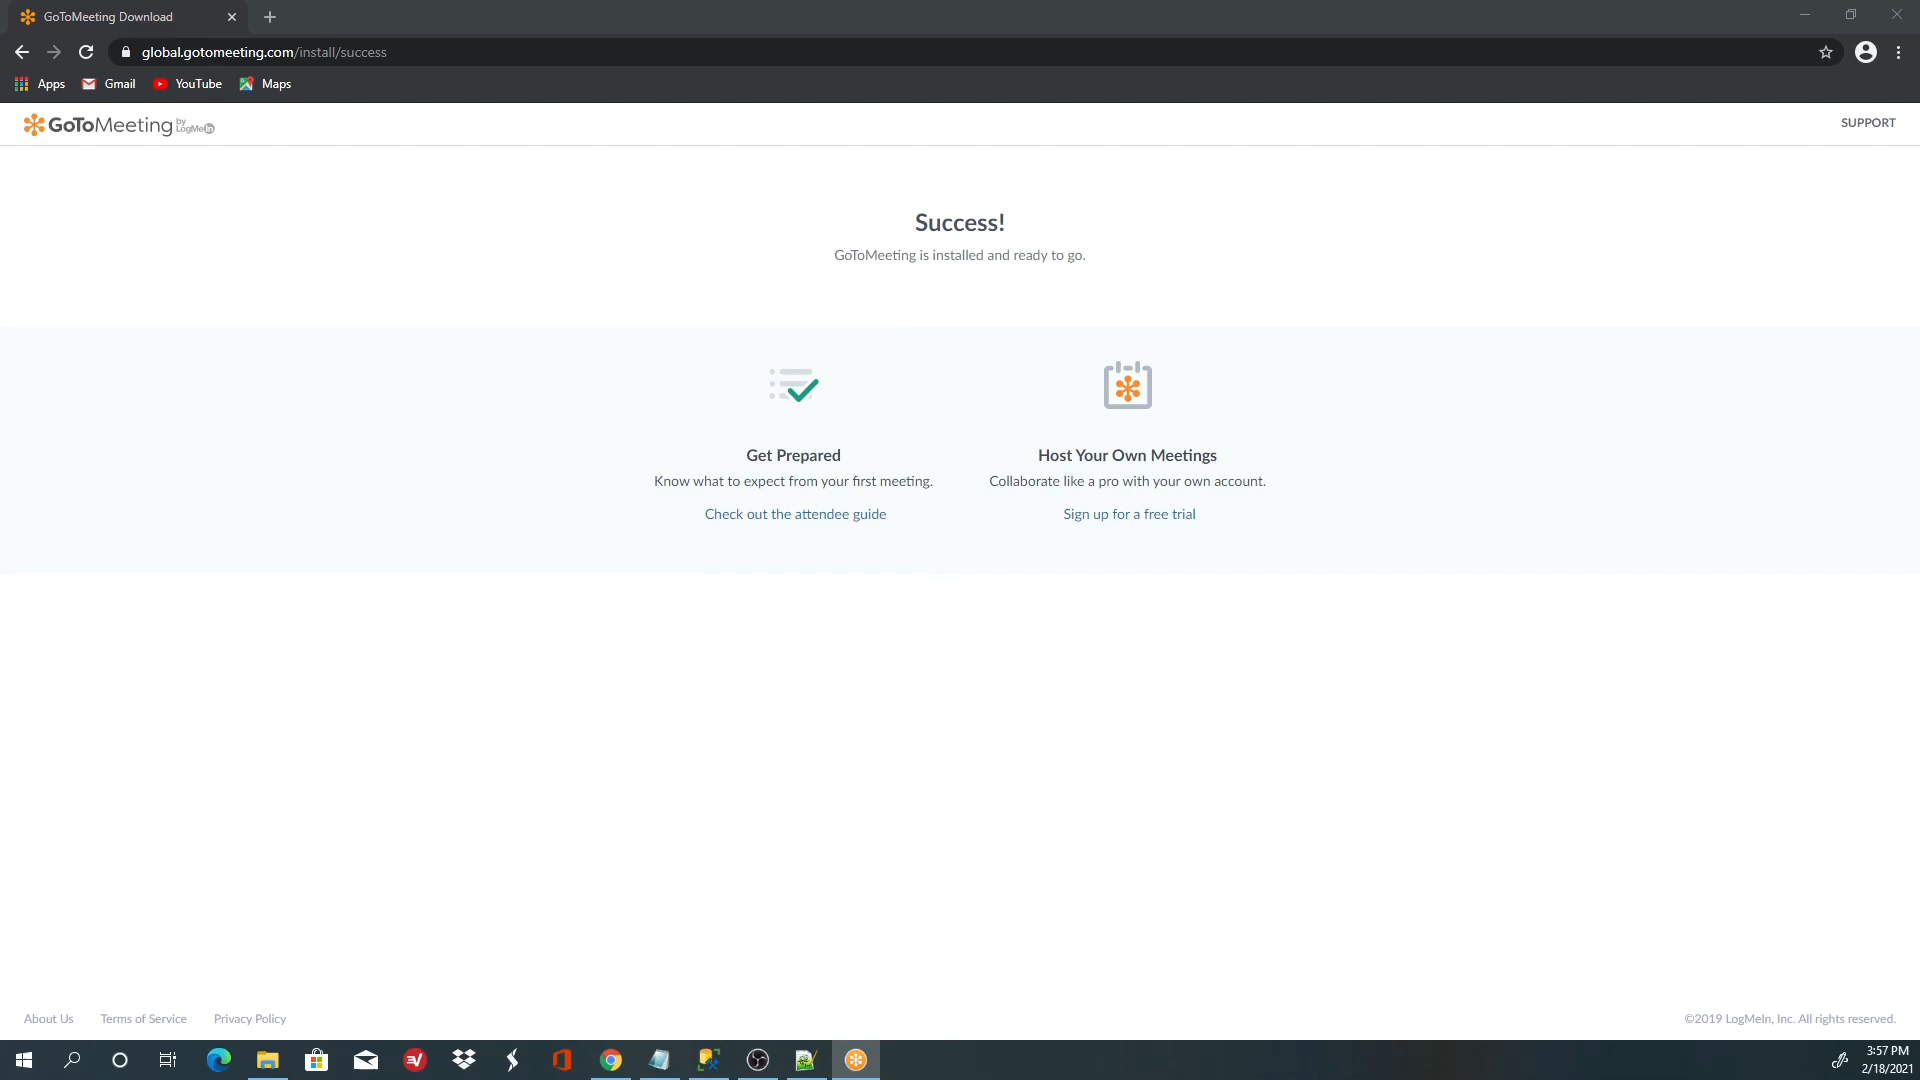 GoToMeeting Download
global.gotomeeting.com/install/success
Apps Gmail YouTube Maps
GoToMeeting by LogMeIn
SUPPORT
Success!
GoToMeeting is installed and ready to go.
Get Prepared
Know what to expect from your first meeting.
Check out the attendee guide
Host Your Own Meetings
Collaborate like a pro with your own account.
Sign up for a free trial
About Us Terms of Service Privacy Policy
©2019 LogMeIn, Inc. All rights reserved.
3:57 PM
2/18/2021